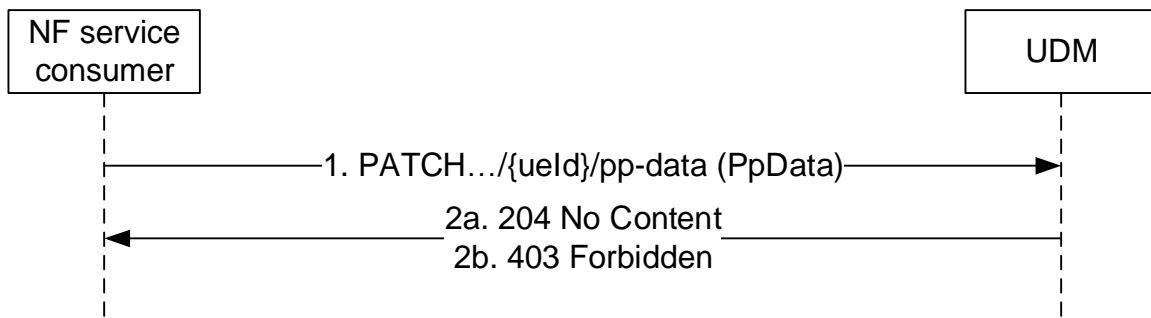 NF service
consumer
UDM
1. PATCH…/{ueId}/pp-data (PpData)
2a. 204 No Content
2b. 403 Forbidden